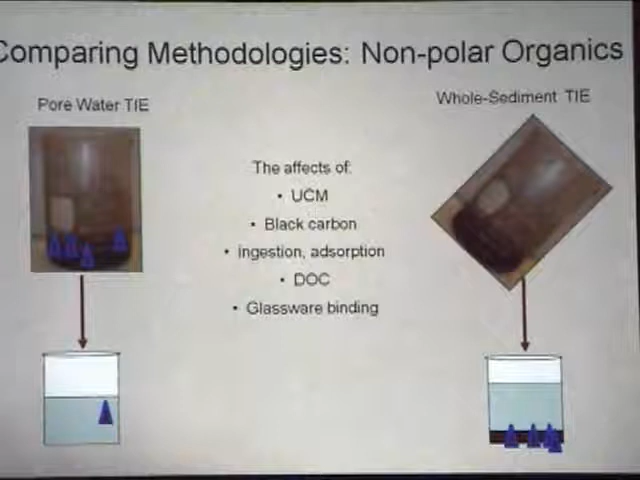 Comparing Methodologies: Non-polar Organics
Pore Water TIE
Whole-Sediment TIE
The affects of:
• UCM
• Black carbon
• Ingestion, adsorption
• DOC
• Glassware binding